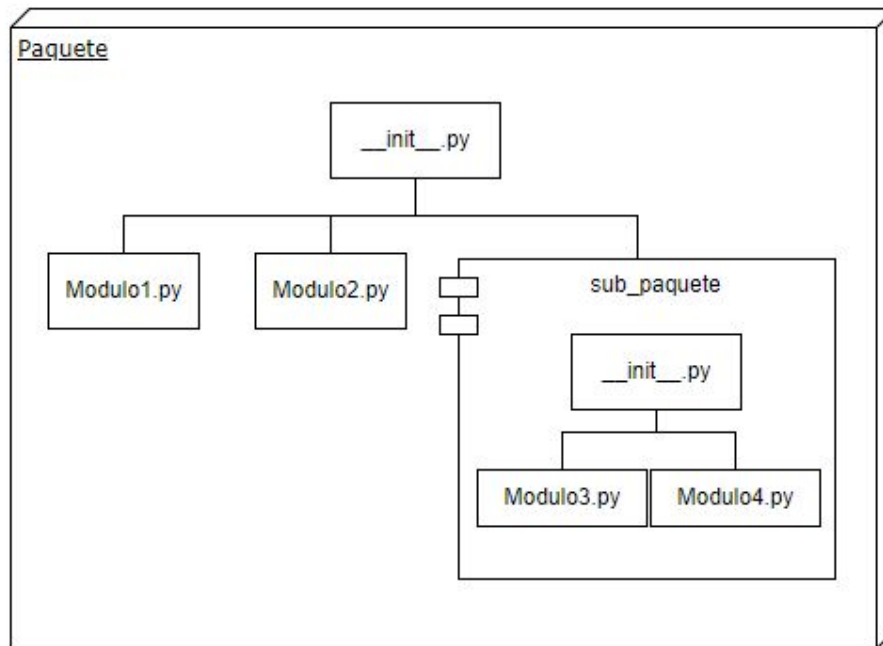 Paquete
__init__.py
Modulo1.py
Modulo2.py
sub_paquete
__init__.py
Modulo3.py
Modulo4.py